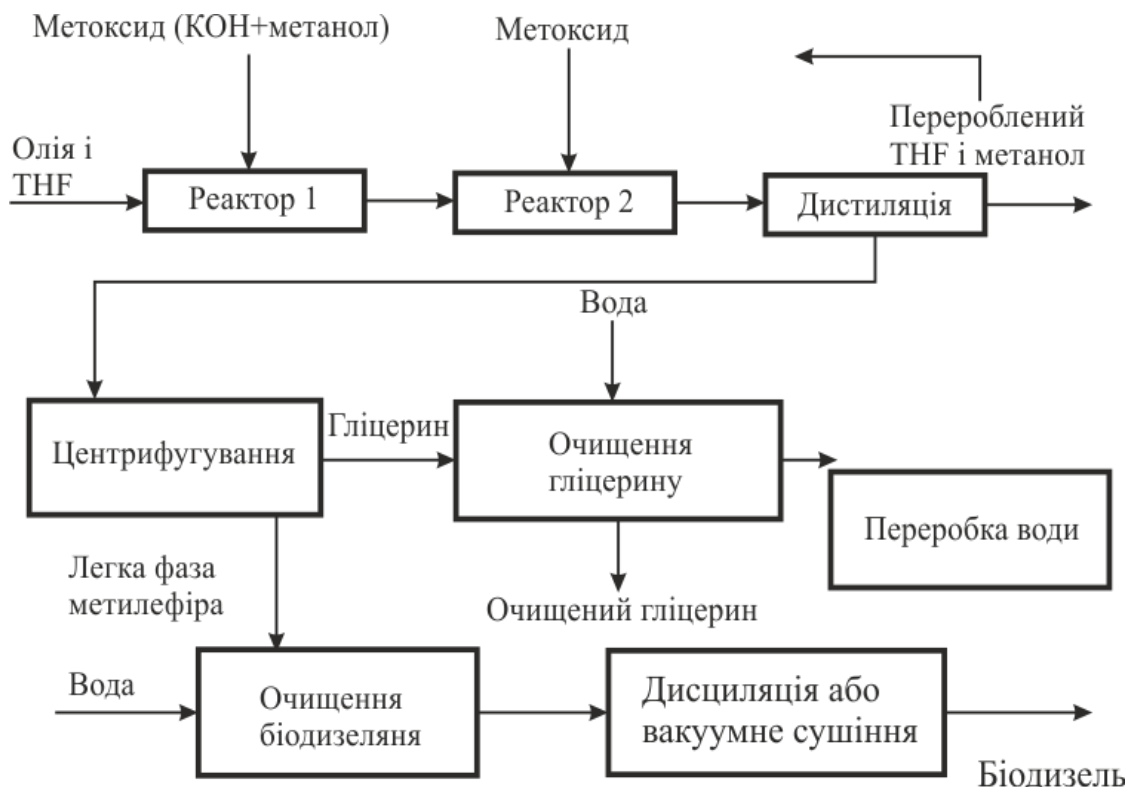 Метоксид (КОН+метанол)
Метоксид
Перероблений
THF і метанол
Олія і
THF
Реактор 1
Реактор 2
Дистиляція
Вода
Центрифугування
Гліцерин
Очищення
гліцерину
Переробка води
Легка фаза
метилефіра
Очищений гліцерин
Вода
Очищення
біодизеляня
Дисциляція або
вакуумне сушіння
Біодизель